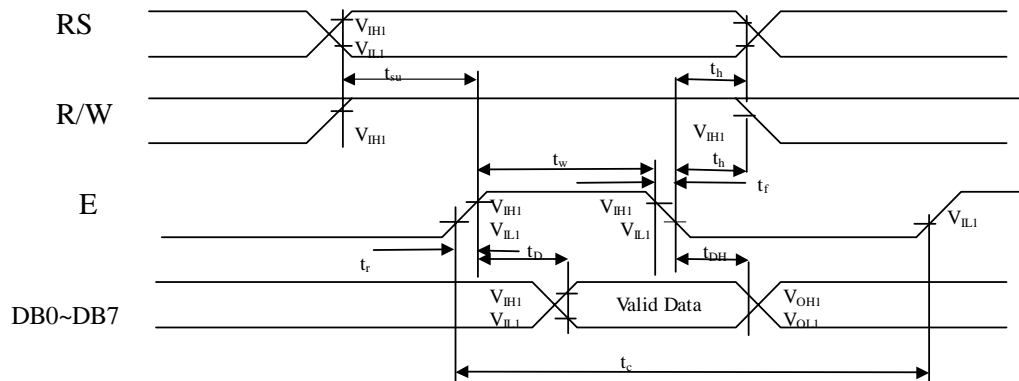 RS
V_IH1
V_IL1
t_su
t_h
R/W
V_IH1
V_IH1
t_w
t_h
t_f
E
V_IH1
V_IH1
V_IL1
V_IL1
V_IL1
t_r
t_D
t_DH
DB0~DB7
V_IH1
V_IL1
Valid Data
V_OH1
V_OL1
t_c